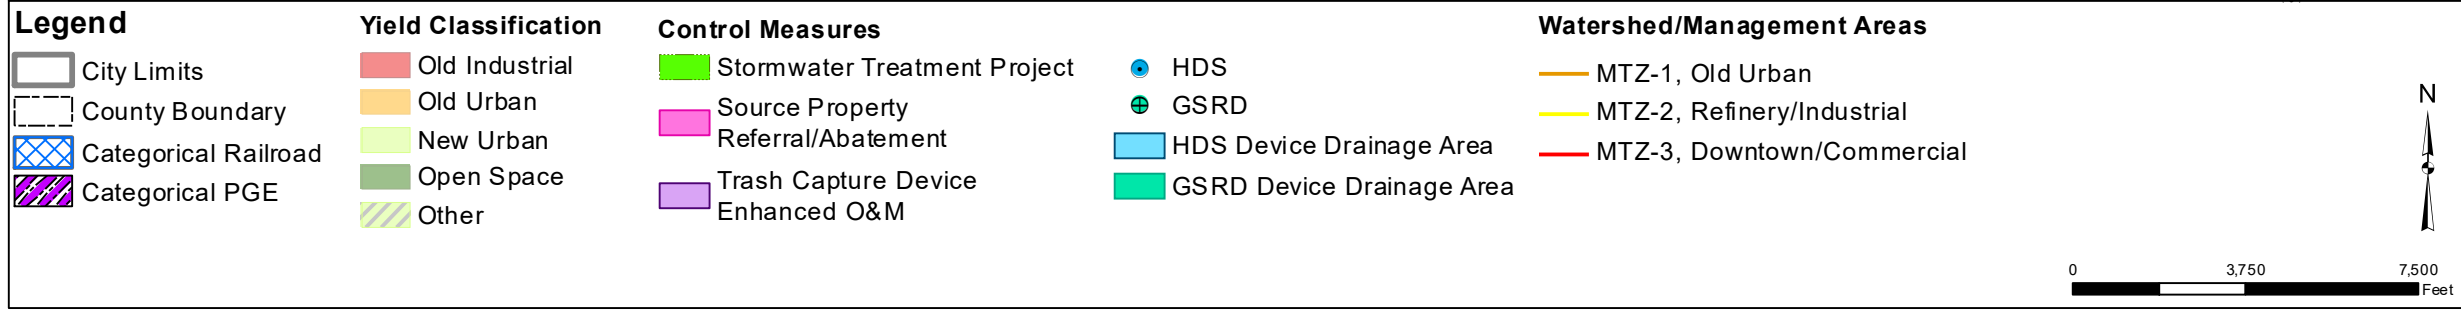 Legend
City Limits
County Boundary
Categorical Railroad
Categorical PGE
Yield Classification
Old Industrial
Old Urban
New Urban
Open Space
Other
Control Measures
Stormwater Treatment Project
Source Property
Referral/Abatement
Trash Capture Device
Enhanced O&M
HDS
GSRD
HDS Device Drainage Area
GSRD Device Drainage Area
Watershed/Management Areas
MTZ-1, Old Urban
MTZ-2, Refinery/Industrial
MTZ-3, Downtown/Commercial
N
0 3,750 7,500
Feet